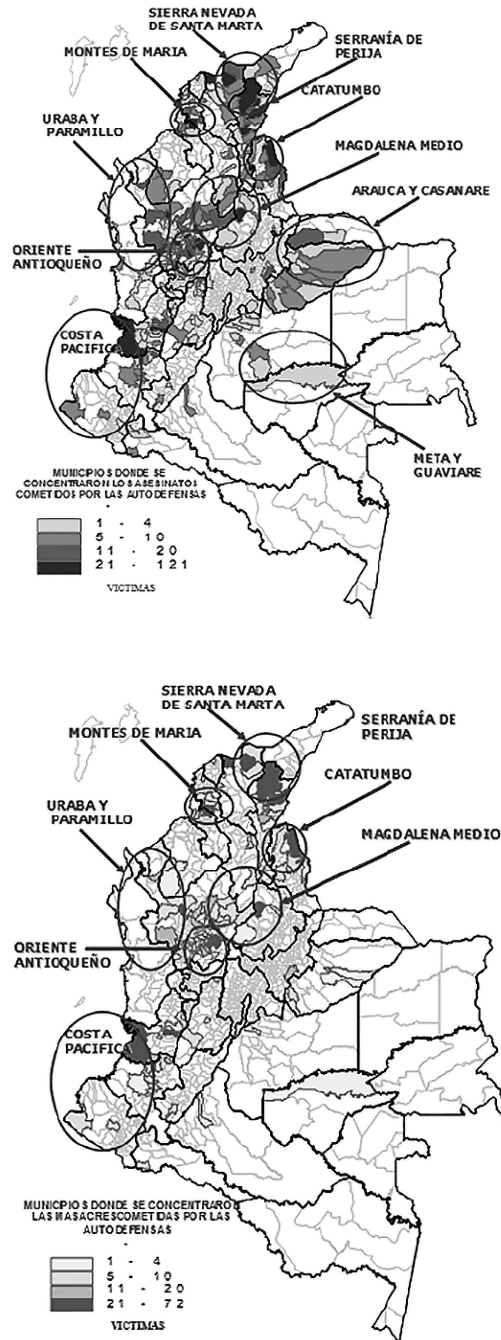 SIERRA NEVADA
DE SANTA MARTA
SERRANÍA DE
PERIJA
MONTES DE MARIA
CATATUMBO
URABA Y
PARAMILLO
MAGDALENA MEDIO
ARAUCA Y CASANARE
ORIENTE
ANTIOQUEÑO
COSTA
PACIFICA
META Y
GUAVIARE
MUNICIPIOS DONDE SE
CONCENTRARON LOS ASESINATOS
COMETIDOS POR LAS AUTODEFENSAS
1 - 4
5 - 10
11 - 20
21 - 121
VICTIMAS
SIERRA NEVADA
DE SANTA MARTA
SERRANÍA DE
PERIJA
MONTES DE MARIA
CATATUMBO
URABA Y
PARAMILLO
MAGDALENA MEDIO
ORIENTE
ANTIOQUEÑO
COSTA
PACIFICA
MUNICIPIOS DONDE SE CONCENTRARO
LAS MASACRES COMETIDAS POR LAS
AUTODEFENSAS
1 - 4
5 - 10
11 - 20
21 - 72
VICTIMAS